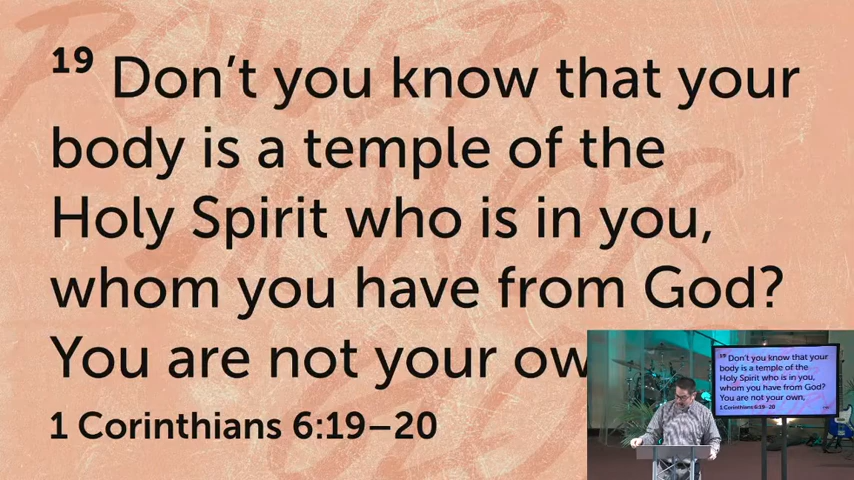 19 Don't you know that your
body is a temple of the
Holy Spirit who is in you,
whom you have from God?
You are not your ow
1 Corinthians 6:19–20
19 Don't you know that your
body is a temple of the
Holy Spirit who is in you,
whom you have from God?
You are not your own,
1 Corinthians 6:19–20